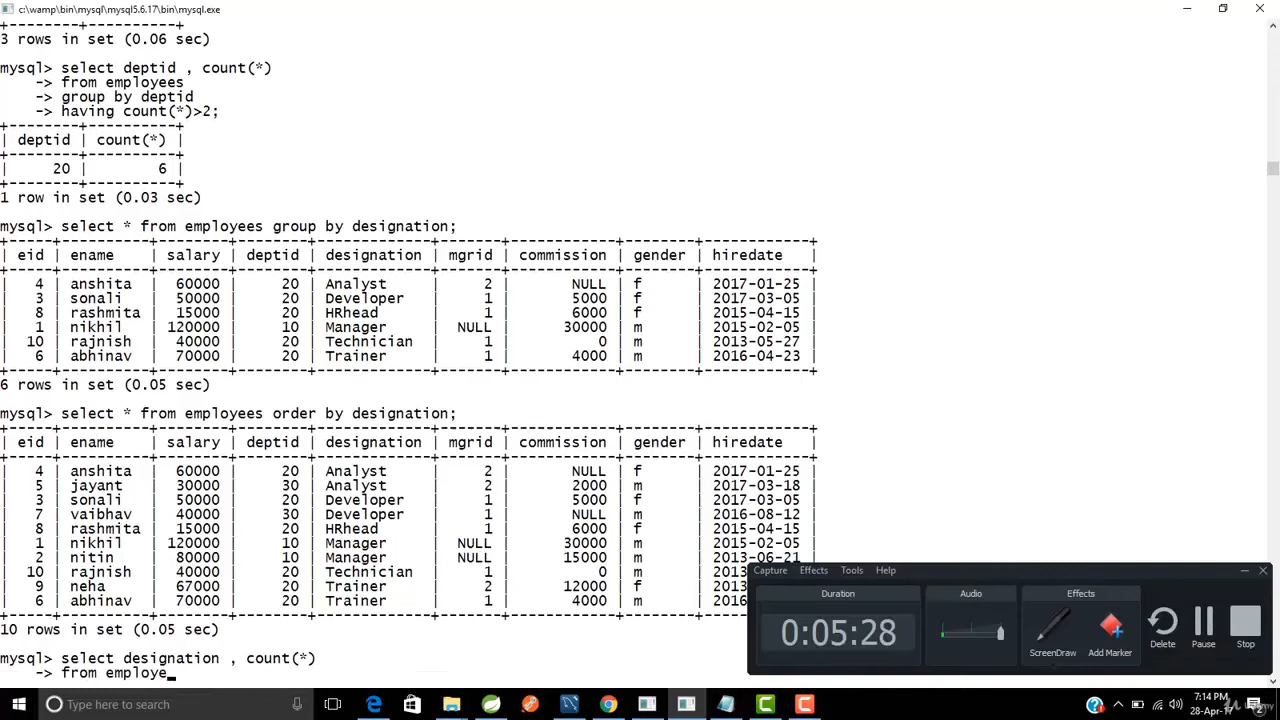 c:\wamp\bin\mysql\mysql5.6.17\bin\mysql.exe
+--------+----------+
3 rows in set (0.06 sec)
mysql> select deptid , count(*)
    -> from employees
    -> group by deptid
    -> having count(*)>2;
+--------+----------+
| deptid | count(*) |
+--------+----------+
|     20 |        6 |
+--------+----------+
1 row in set (0.03 sec)
mysql> select * from employees group by designation;
+-----+----------+--------+--------+-------------+-------+------------+--------+------------+
| eid | ename    | salary | deptid | designation | mgrid | commission | gender | hiredate   |
+-----+----------+--------+--------+-------------+-------+------------+--------+------------+
|   4 | anshita  |  60000 |     20 | Analyst     |     2 |       NULL | f      | 2017-01-25 |
|   3 | sonali   |  50000 |     20 | Developer   |     1 |       5000 | f      | 2017-03-05 |
|   8 | rashmita |  15000 |     20 | HRhead      |     1 |       6000 | f      | 2015-04-15 |
|   1 | nikhil   | 120000 |     10 | Manager     |  NULL |      30000 | m      | 2015-02-05 |
|  10 | rajnish  |  40000 |     20 | Technician  |     1 |          0 | m      | 2013-05-27 |
|   6 | abhinav  |  70000 |     20 | Trainer     |     1 |       4000 | m      | 2016-04-23 |
+-----+----------+--------+--------+-------------+-------+------------+--------+------------+
6 rows in set (0.05 sec)
mysql> select * from employees order by designation;
+-----+----------+--------+--------+-------------+-------+------------+--------+------------+
| eid | ename    | salary | deptid | designation | mgrid | commission | gender | hiredate   |
+-----+----------+--------+--------+-------------+-------+------------+--------+------------+
|   4 | anshita  |  60000 |     20 | Analyst     |     2 |       NULL | f      | 2017-01-25 |
|   5 | jayant   |  30000 |     30 | Analyst     |     2 |       2000 | m      | 2017-03-18 |
|   3 | sonali   |  50000 |     20 | Developer   |     1 |       5000 | f      | 2017-03-05 |
|   7 | vaibhav  |  40000 |     30 | Developer   |     1 |       NULL | m      | 2016-08-12 |
|   8 | rashmita |  15000 |     20 | HRhead      |     1 |       6000 | f      | 2015-04-15 |
|   1 | nikhil   | 120000 |     10 | Manager     |  NULL |      30000 | m      | 2015-02-05 |
|   2 | nitin    |  80000 |     10 | Manager     |  NULL |      15000 | m      | 2013-06-21 |
|  10 | rajnish  |  40000 |     20 | Technician  |     1 |          0 | m      | 2013
|   9 | neha     |  67000 |     20 | Trainer     |     2 |      12000 | f      | 2013
|   6 | abhinav  |  70000 |     20 | Trainer     |     1 |       4000 | m      | 2016
+-----+----------+--------+--------+-------------+-------+------------+
10 rows in set (0.05 sec)
mysql> select designation , count(*)
    -> from employe_
Capture Effects Tools Help
Duration Audio Effects
0:05:28
ScreenDraw Add Marker Delete Pause Stop
Type here to search
7:14 PM
28-Apr-17